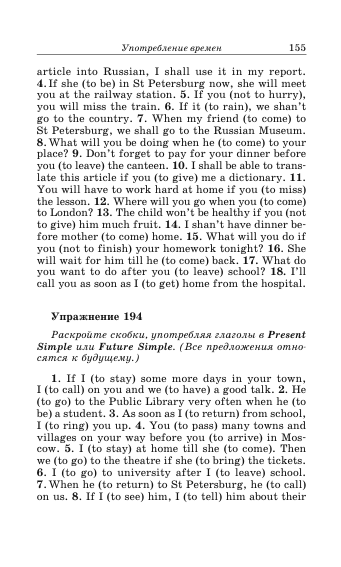 Употребление времен 155
article into Russian, I shall use it in my report.
4. If she (to be) in St Petersburg now, she will meet
you at the railway station. 5. If you (not to hurry),
you will miss the train. 6. If it (to rain), we shan't
go to the country. 7. When my friend (to come) to
St Petersburg, we shall go to the Russian Museum.
8. What will you be doing when he (to come) to your
place? 9. Don't forget to pay for your dinner before
you (to leave) the canteen. 10. I shall be able to trans-
late this article if you (to give) me a dictionary. 11.
You will have to work hard at home if you (to miss)
the lesson. 12. Where will you go when you (to come)
to London? 13. The child won't be healthy if you (not
to give) him much fruit. 14. I shan't have dinner be-
fore mother (to come) home. 15. What will you do if
you (not to finish) your homework tonight? 16. She
will wait for him till he (to come) back. 17. What do
you want to do after you (to leave) school? 18. I'll
call you as soon as I (to get) home from the hospital.
Упражнение 194
Раскройте скобки, употребляя глаголы в Present
Simple или Future Simple. (Все предложения отно-
сятся к будущему.)
1. If I (to stay) some more days in your town,
I (to call) on you and we (to have) a good talk. 2. He
(to go) to the Public Library very often when he (to
be) a student. 3. As soon as I (to return) from school,
I (to ring) you up. 4. You (to pass) many towns and
villages on your way before you (to arrive) in Mos-
cow. 5. I (to stay) at home till she (to come). Then
we (to go) to the theatre if she (to bring) the tickets.
6. I (to go) to university after I (to leave) school.
7. When he (to return) to St Petersburg, he (to call)
on us. 8. If I (to see) him, I (to tell) him about their